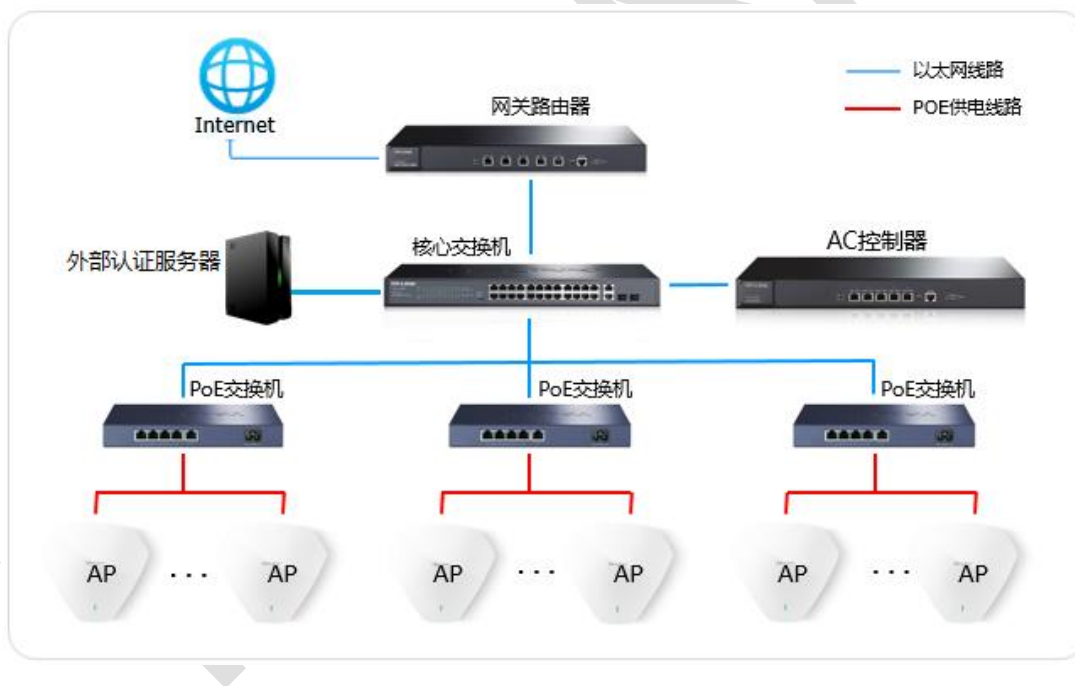 以太网线路
POE供电线路
Internet
网关路由器
外部认证服务器
核心交换机
AC控制器
PoE交换机
PoE交换机
PoE交换机
AP
...
AP
AP
...
AP
AP
...
AP